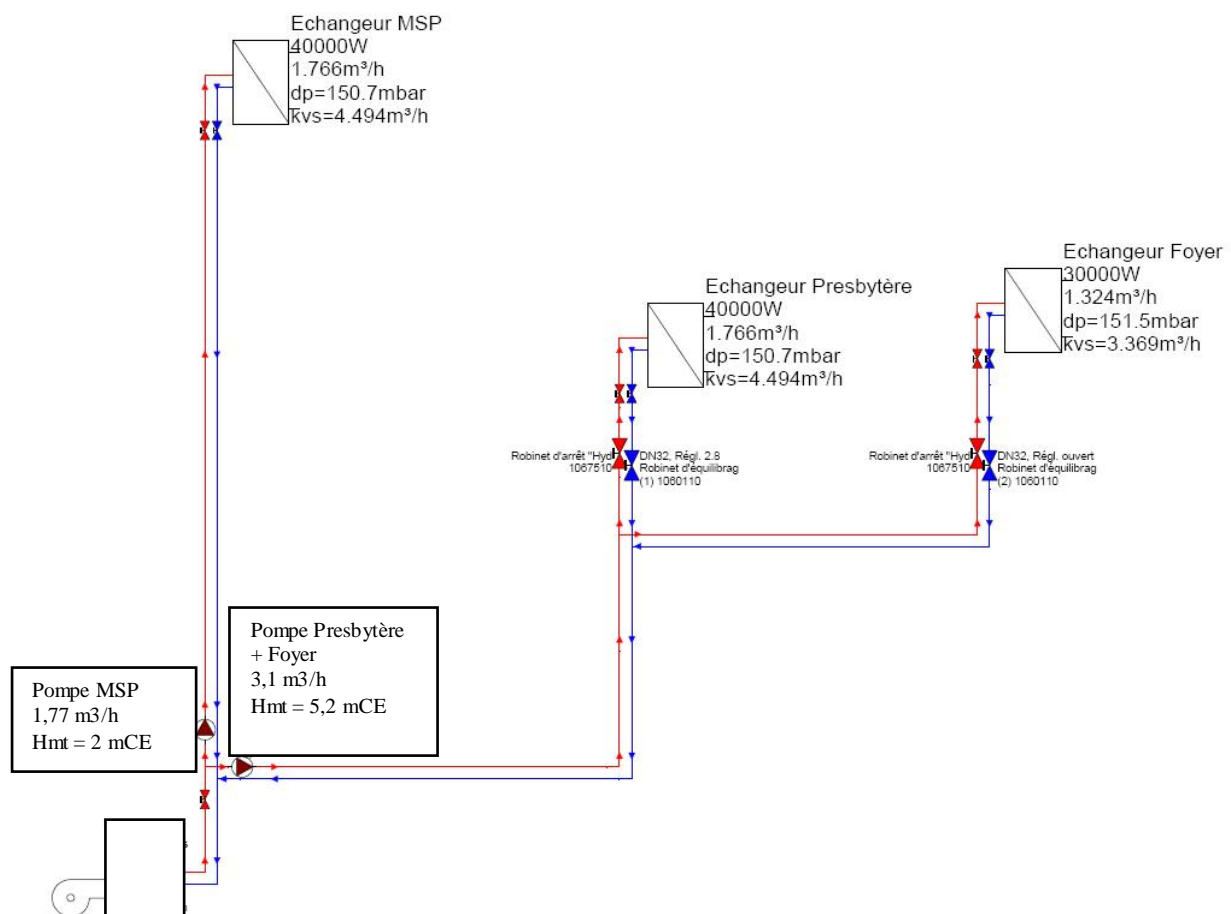 Echangeur MSP
40000W
1.766m³/h
dp=150.7mbar
kvs=4.494m³/h
Echangeur Foyer
30000W
1.324m³/h
dp=151.5mbar
kvs=3.369m³/h
Echangeur Presbytère
40000W
1.766m³/h
dp=150.7mbar
kvs=4.494m³/h
Robinet d'arrêt "Hyd
1067510
DN32, Régl. 2.8
Robinet d'équilibrag
(1) 1060110
Robinet d'arrêt "Hyd
1067510
DN32, Régl. ouvert
Robinet d'équilibrag
(2) 1060110
Pompe Presbytère
+ Foyer
3,1 m3/h
Hmt = 5,2 mCE
Pompe MSP
1,77 m3/h
Hmt = 2 mCE